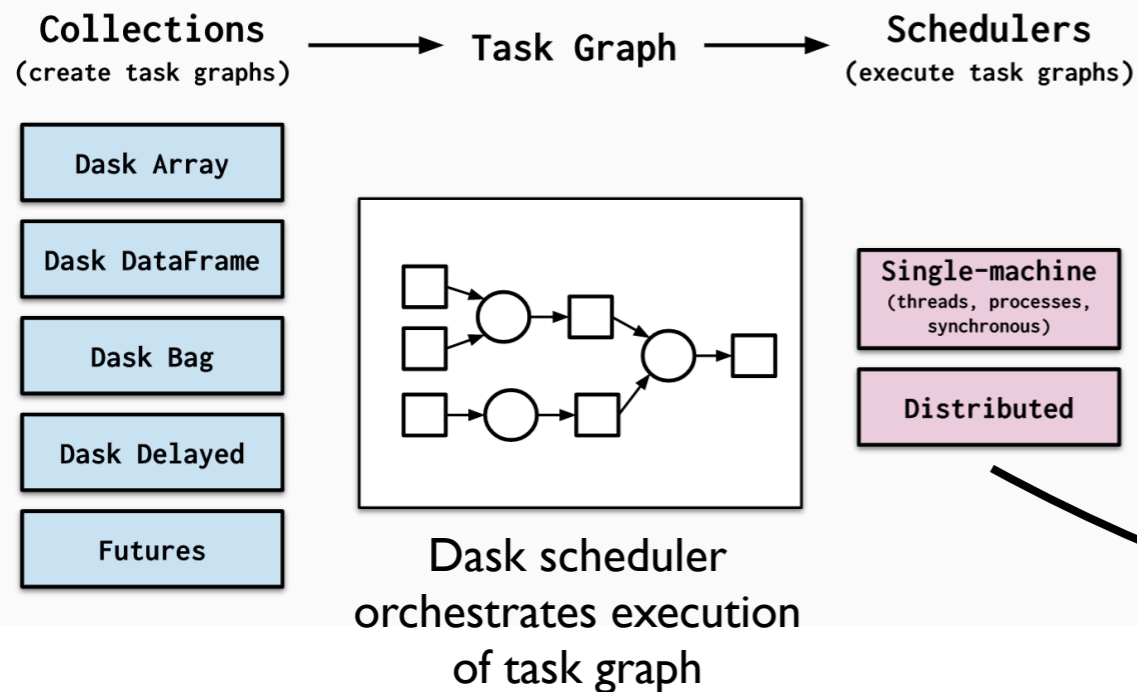 Collections
(create task graphs)
Task Graph
Schedulers
(execute task graphs)
Dask Array
Dask DataFrame
Dask Bag
Dask Delayed
Futures
Single-machine
(threads, processes,
synchronous)
Distributed
Dask scheduler
orchestrates execution
of task graph